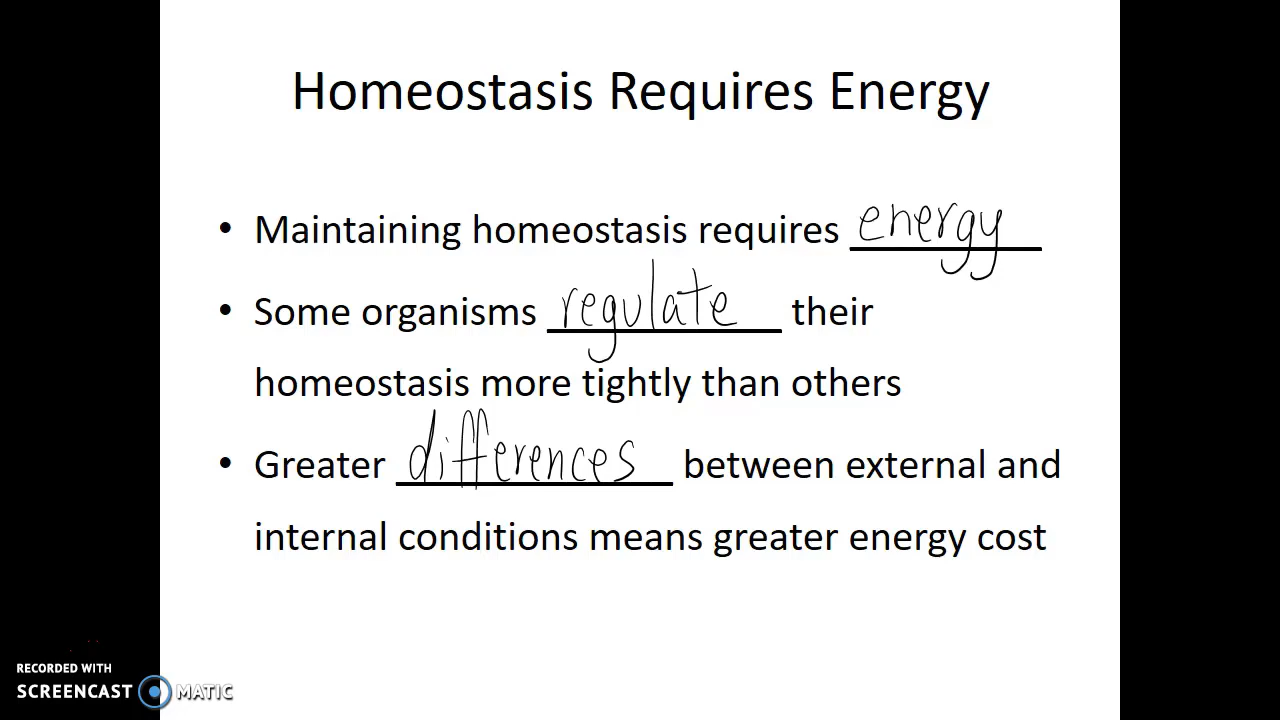 Homeostasis Requires Energy
• Maintaining homeostasis requires energy
• Some organisms regulate their
homeostasis more tightly than others
• Greater differences between external and
internal conditions means greater energy cost
RECORDED WITH
SCREENCAST MATIC